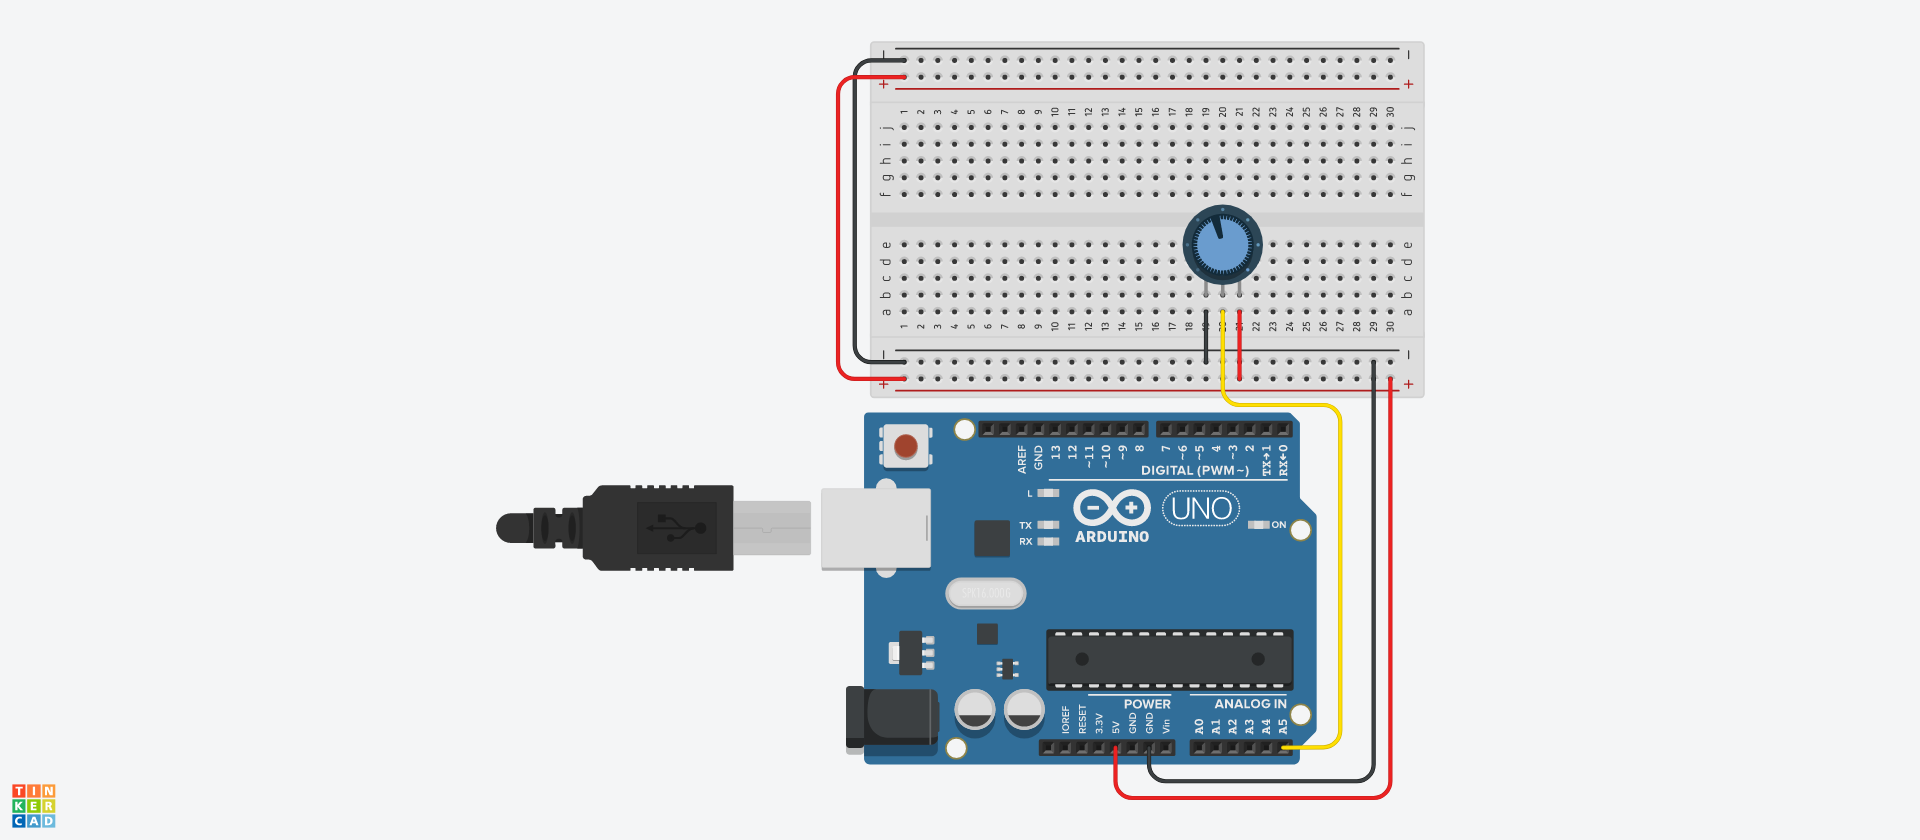 − −
+ +
1 2 3 4 5 6 7 8 9 10 11 12 13 14 15 16 17 18 19 20 21 22 23 24 25 26 27 28 29 30
j j
i i
h h
g g
f f
e e
d d
c c
b b
a a
1 2 3 4 5 6 7 8 9 10 11 12 13 14 15 16 17 18 19 20 21 22 23 24 25 26 27 28 29 30
− −
+ +
AREF GND 13 12 ~11 ~10 ~9 8 7 ~6 ~5 4 ~3 2 TX→1 RX←0
DIGITAL (PWM~)
L
UNO
TX
ON
RX
ARDUINO
POWER
ANALOG IN
IOREF RESET 3.3V 5V GND GND Vin A0 A1 A2 A3 A4 A5
TIN
KER
CAD